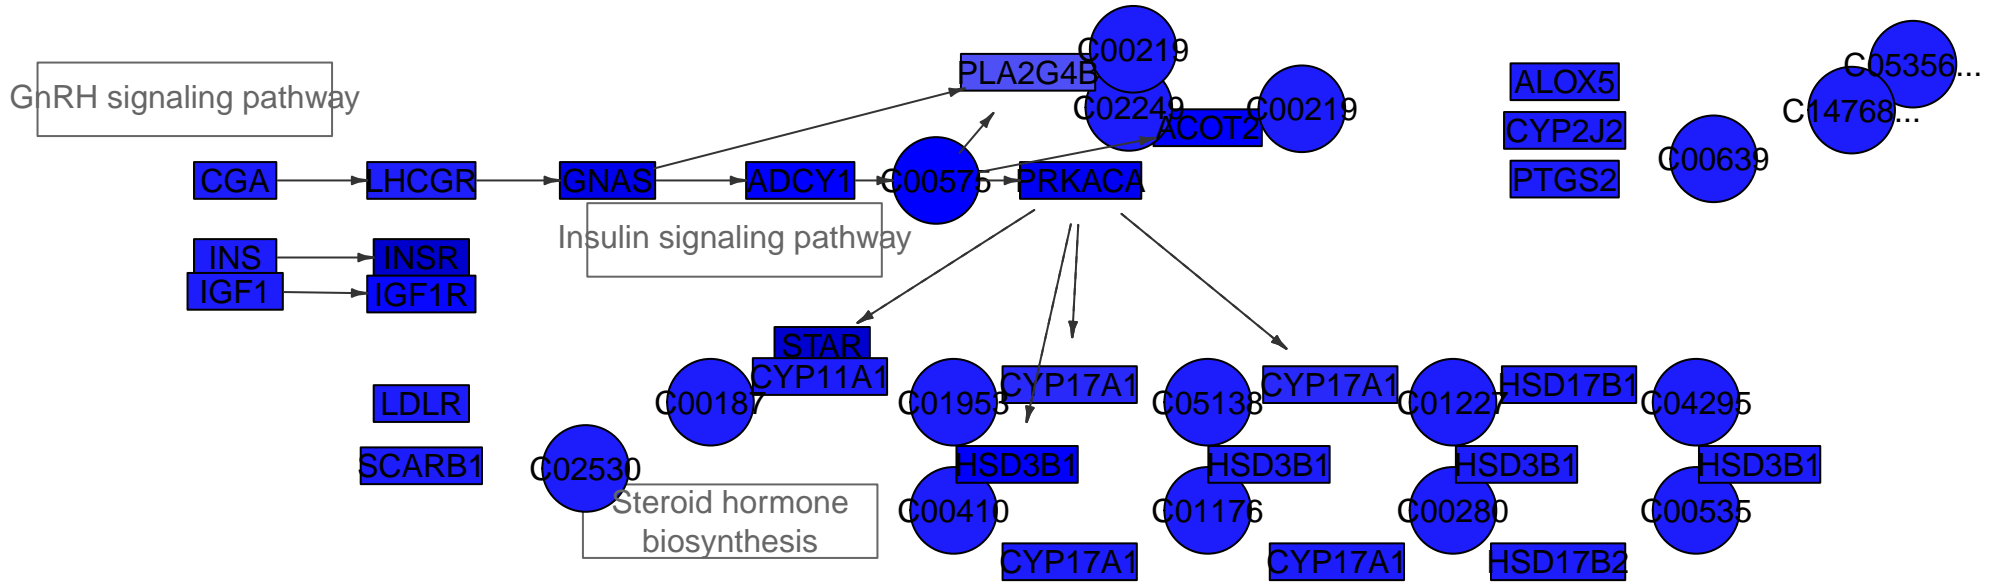 C00219
C05356...
PLA2G4B
GnRH signaling pathway
ALOX5
C02249
C00219
C14768...
ACOT2
CYP2J2
C00639
CGA
LHCGR
GNAS
ADCY1
C00575
PRKACA
PTGS2
Insulin signaling pathway
INS
INSR
IGF1
IGF1R
STAR
CYP11A1
CYP17A1
CYP17A1
HSD17B1
LDLR
C00187
C01953
C05138
C01227
C04295
SCARB1
C02530
HSD3B1
HSD3B1
HSD3B1
HSD3B1
Steroid hormone
biosynthesis
C00410
C01176
C00280
C00535
CYP17A1
CYP17A1
HSD17B2